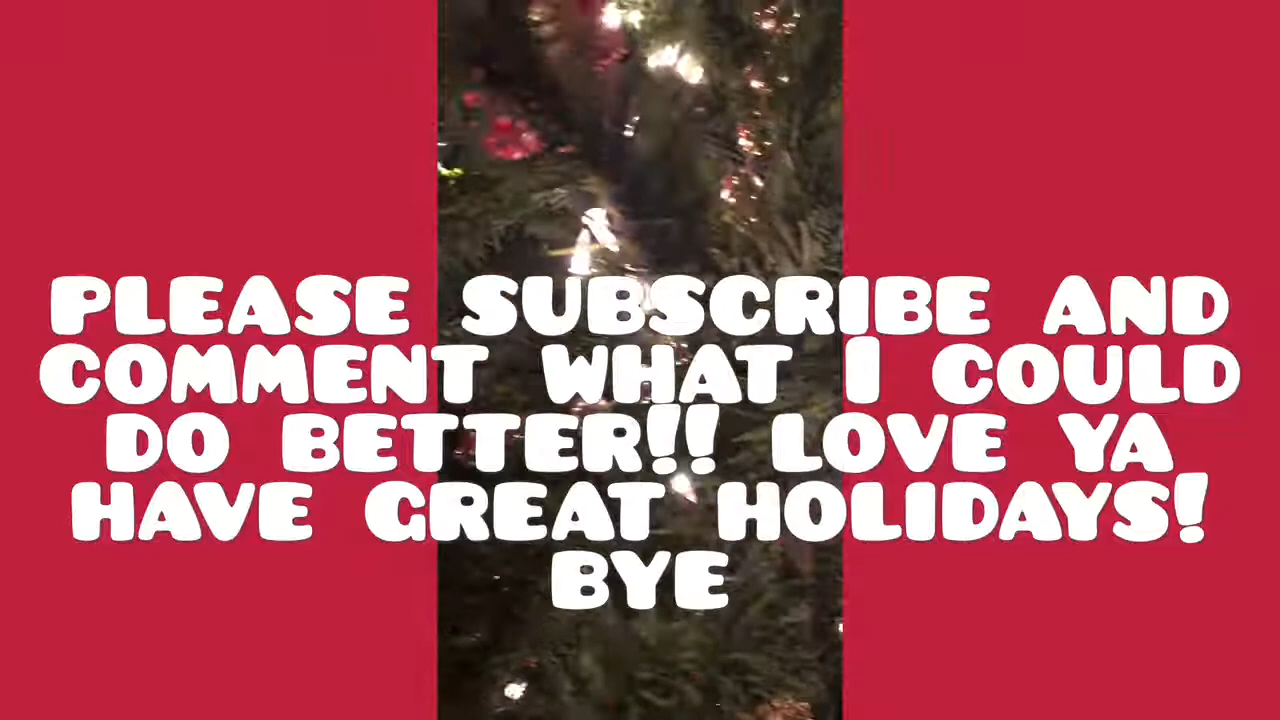 PLEASE SUBSCRIBE AND
COMMENT WHAT I COULD
DO BETTER!! LOVE YA
HAVE GREAT HOLIDAYS!
BYE